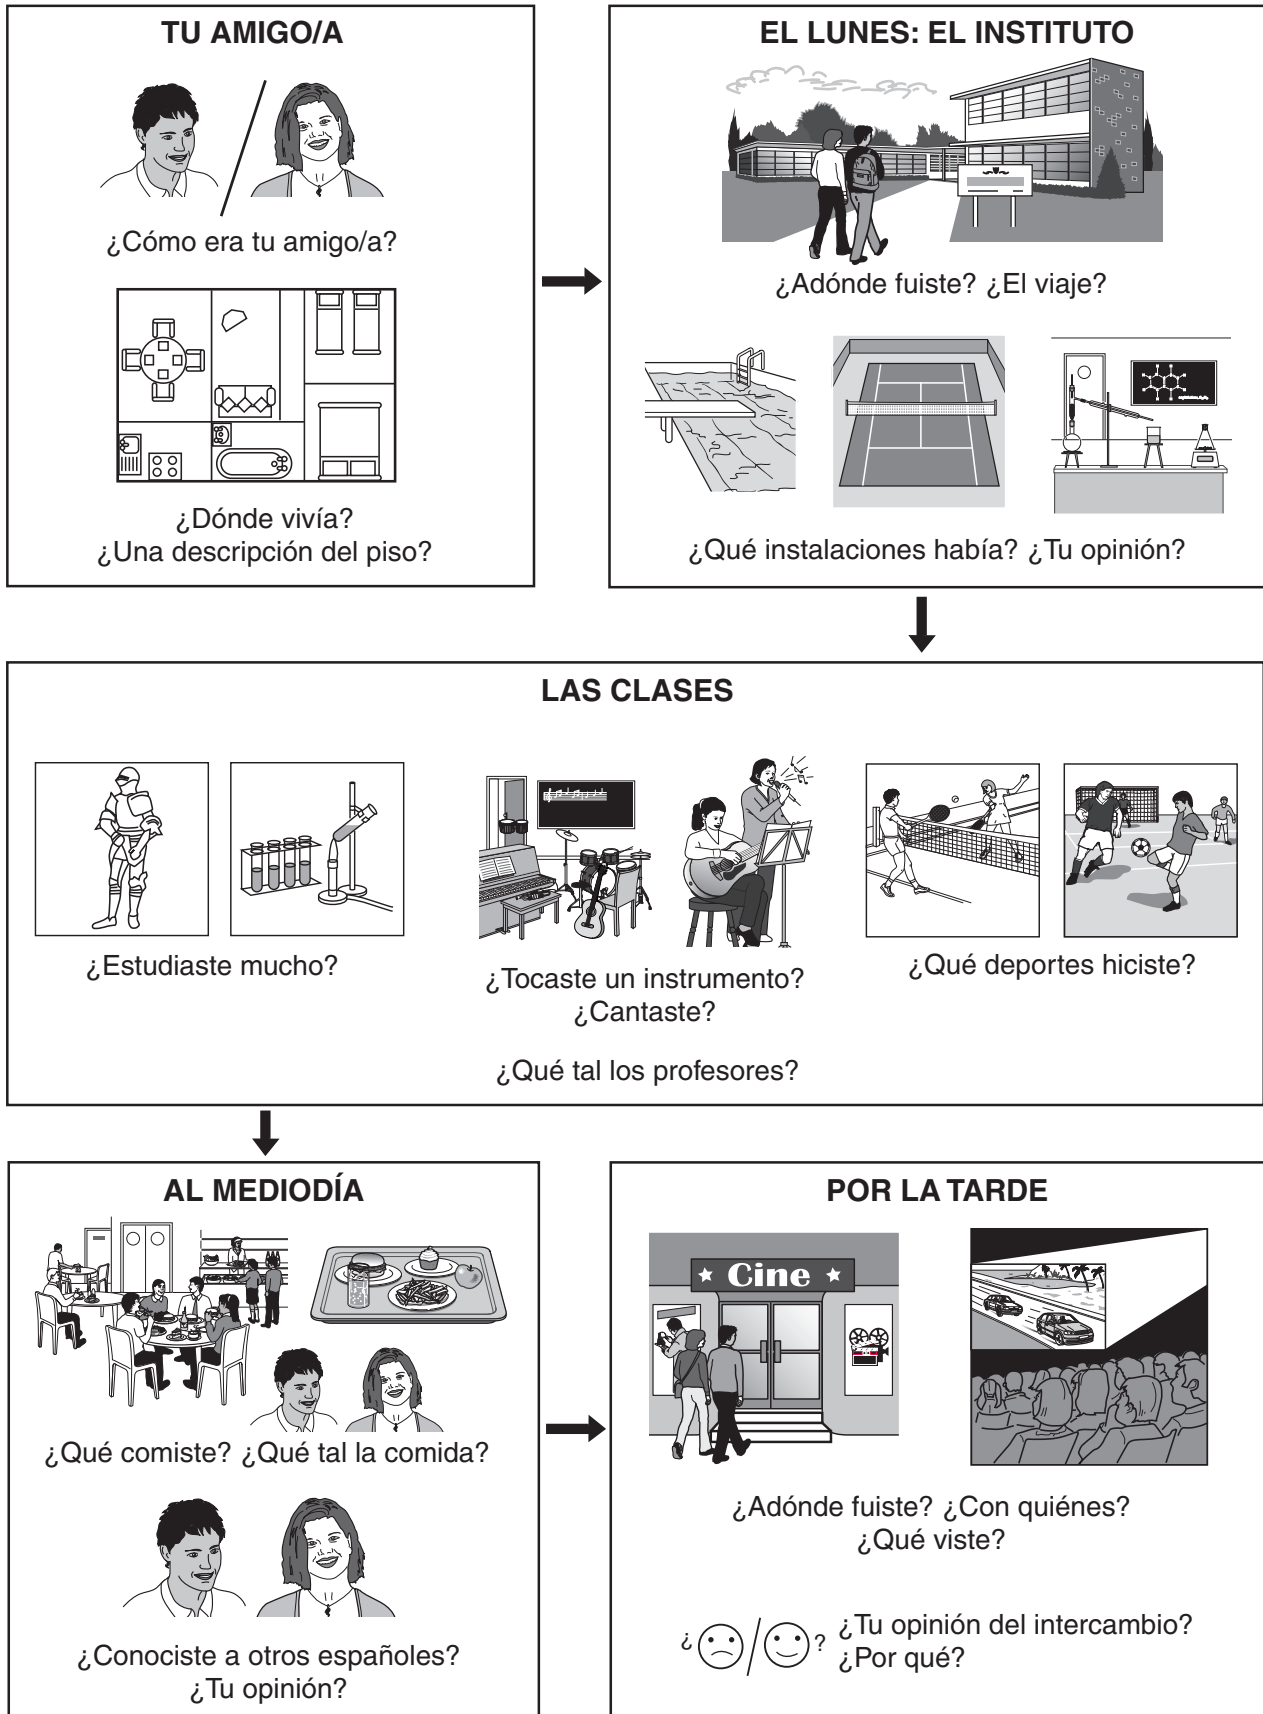 TU AMIGO/A
¿Cómo era tu amigo/a?
¿Dónde vivía?
¿Una descripción del piso?
EL LUNES: EL INSTITUTO
¿Adónde fuiste? ¿El viaje?
¿Qué instalaciones había? ¿Tu opinión?
LAS CLASES
¿Estudiaste mucho?
¿Tocaste un instrumento?
¿Cantaste?
¿Qué deportes hiciste?
¿Qué tal los profesores?
AL MEDIODÍA
¿Qué comiste? ¿Qué tal la comida?
¿Conociste a otros españoles?
¿Tu opinión?
POR LA TARDE
Cine
¿Adónde fuiste? ¿Con quiénes?
¿Qué viste?
¿ / ? ¿Tu opinión del intercambio?
¿Por qué?